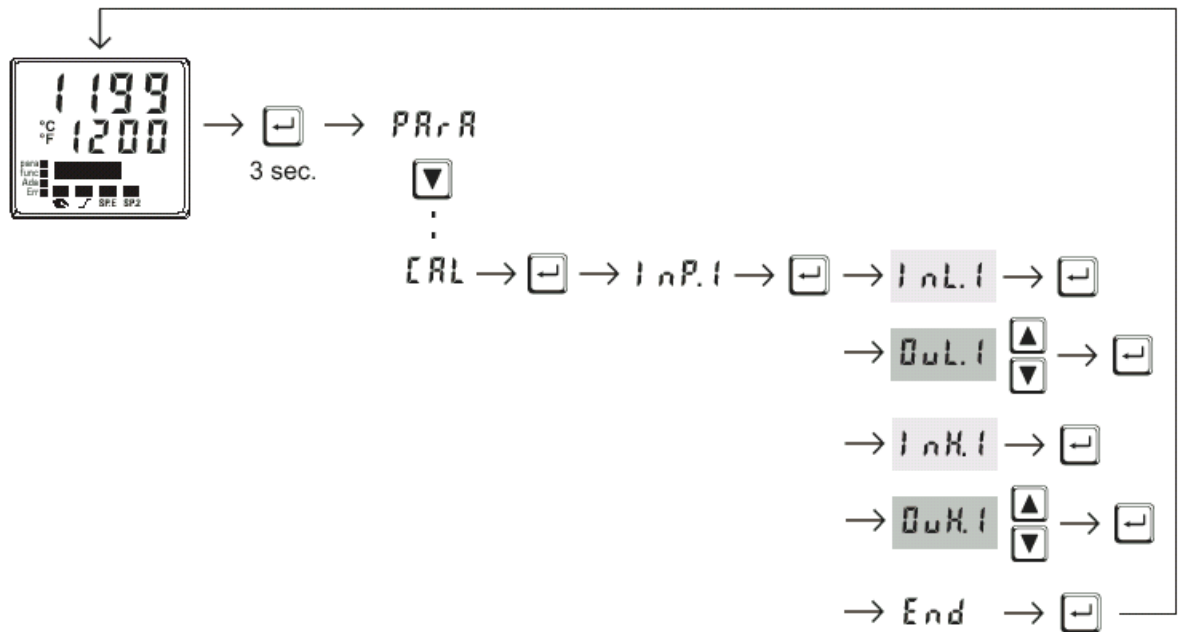 1199
°C
°F
1200
para
func
Ada
Err
SP.E SP.2
3 sec.
PArA
CAL
InP.1
InL.1
OuL.1
InH.1
OuH.1
End